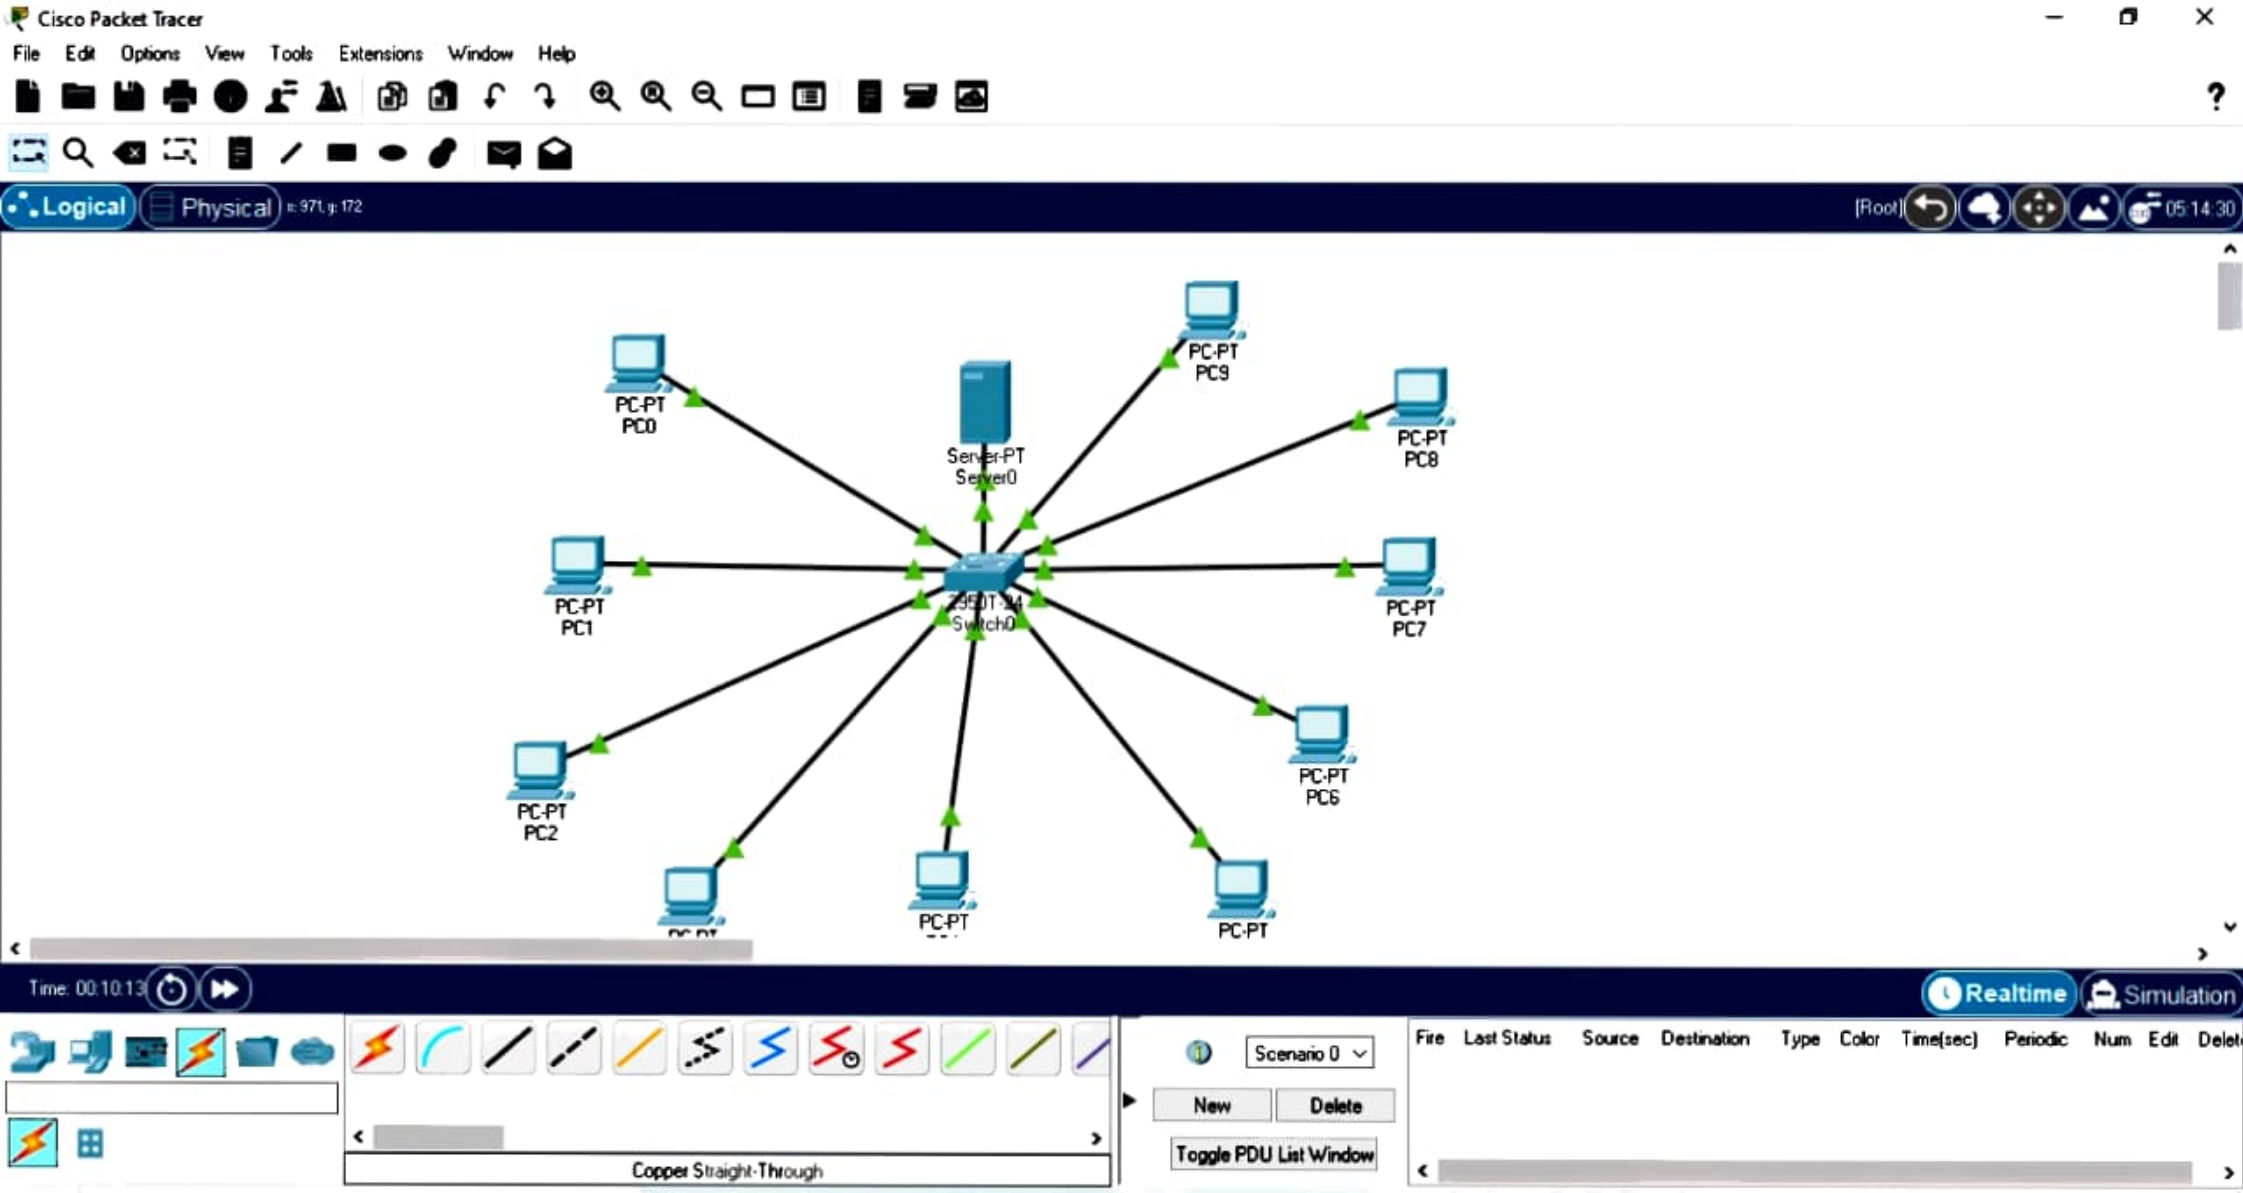 Cisco Packet Tracer
File Edit Options View Tools Extensions Window Help
?
Logical Physical x: 971, y: 172 [Root] 05:14:30
PC-PT
PC9
PC-PT
PC0
PC-PT
PC8
Server-PT
Server0
PC-PT
PC1
2950T-24
Switch0
PC-PT
PC7
PC-PT
PC6
PC-PT
PC2
PC-PT
PC-PT
PC-PT
Time: 00:10:13 Realtime Simulation
Scenario 0
New Delete
Toggle PDU List Window
Fire Last Status Source Destination Type Color Time(sec) Periodic Num Edit Delet
Copper Straight-Through